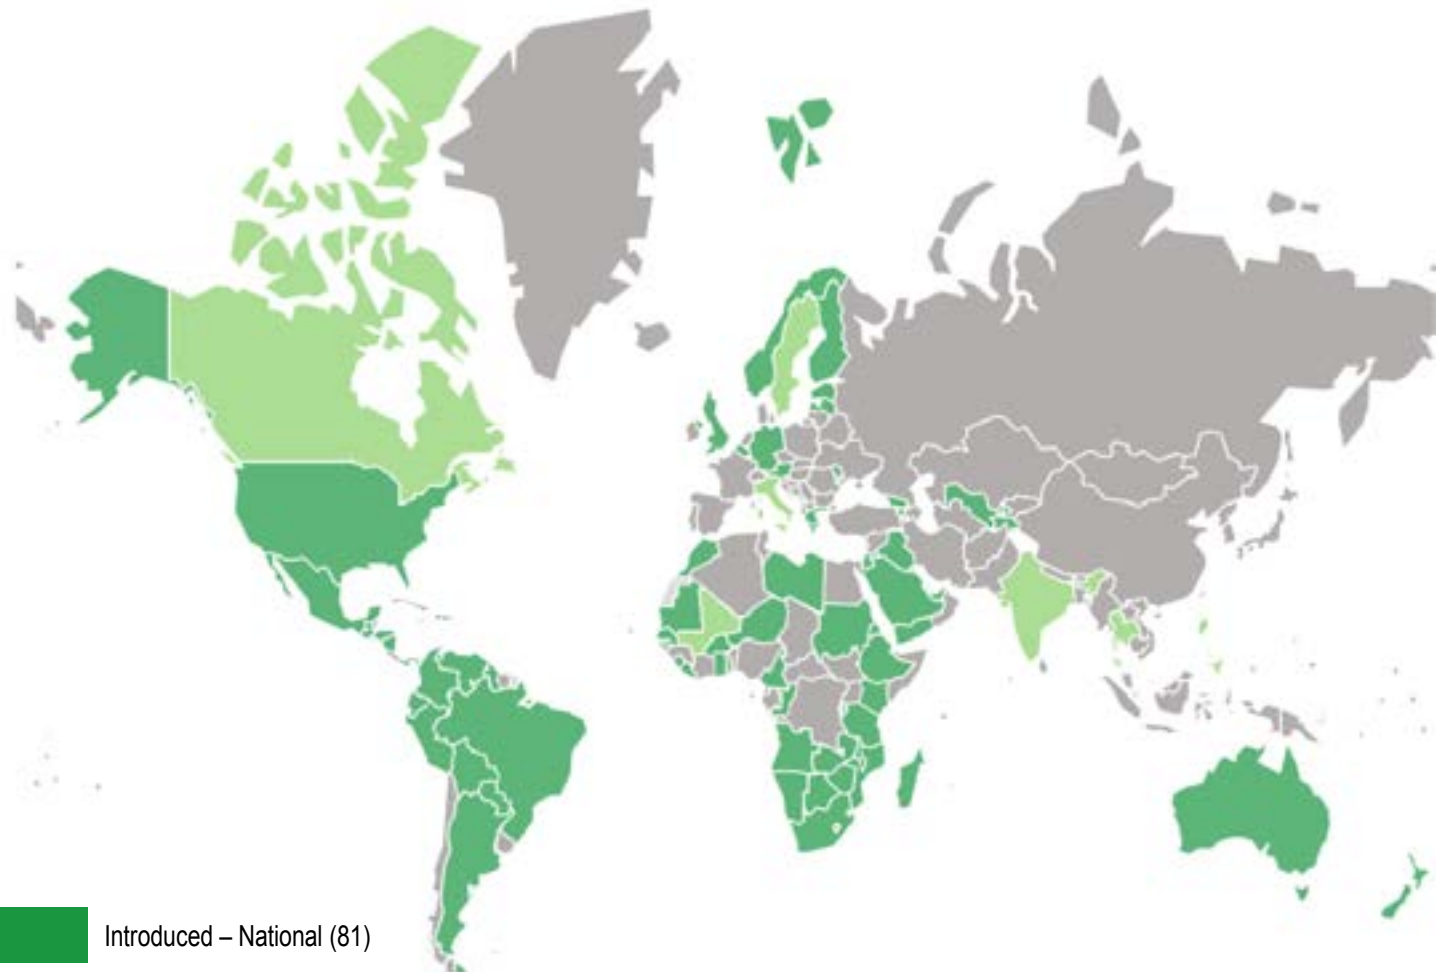 Introduced – National (81)